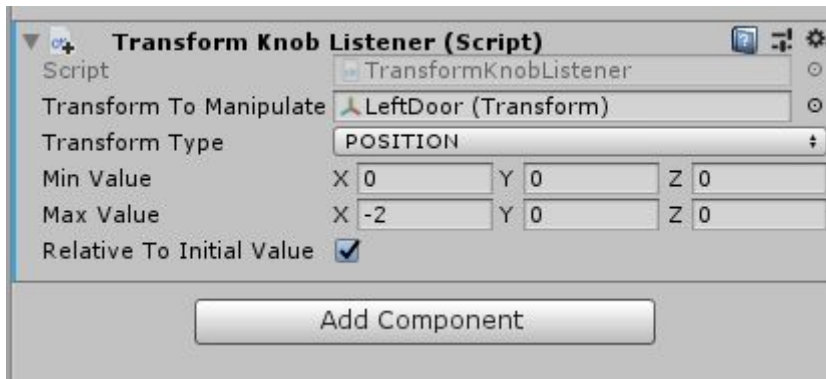 Transform Knob Listener (Script)
Script TransformKnobListener
Transform To Manipulate LeftDoor (Transform)
Transform Type POSITION
Min Value X 0 Y 0 Z 0
Max Value X -2 Y 0 Z 0
Relative To Initial Value
Add Component